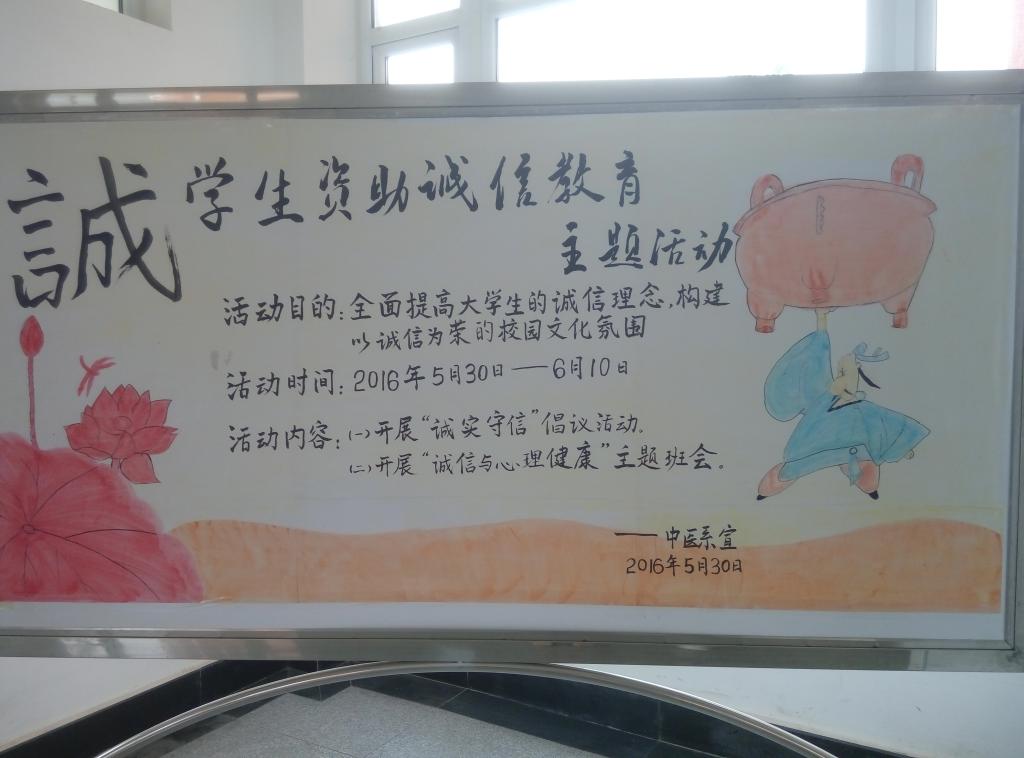 誠
学生资助诚信教育
主题活动
活动目的:全面提高大学生的诚信理念,构建
以诚信为荣的校园文化氛围
活动时间:2016年5月30日——6月10日
活动内容:(一)开展“诚实守信”倡议活动。
(二)开展“诚信与心理健康”主题班会。
——中医系宣
2016年5月30日